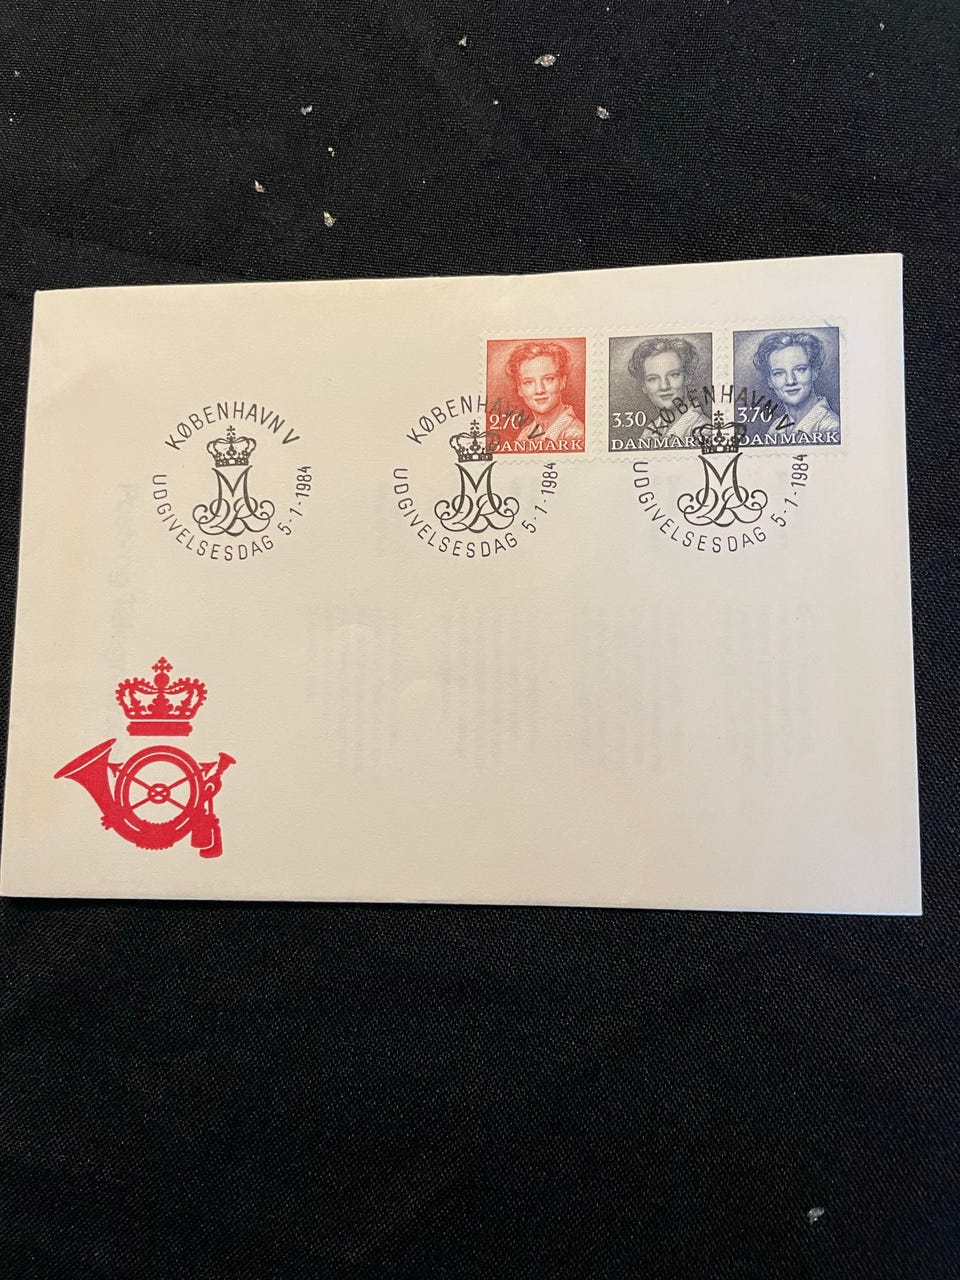 2.70
DANMARK
3.30
DANMARK
3.70
DANMARK
KØBENHAVN V
UDGIVELSESDAG 5-1-1984
KØBENHAVN V
UDGIVELSESDAG 5-1-1984
KØBENHAVN V
UDGIVELSESDAG 5-1-1984